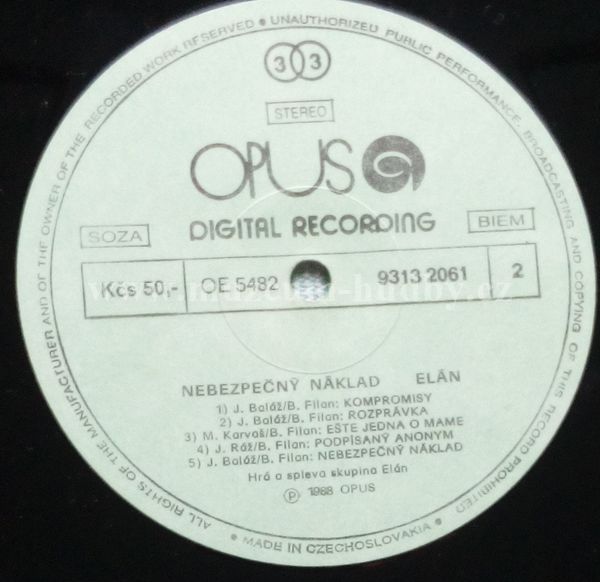 ALL RIGHTS OF THE MANUFACTURER AND OF THE OWNER OF THE RECORDED WORK RESERVED • UNAUTHORIZED PUBLIC PERFORMANCE, BROADCASTING AND COPYING OF THIS RECORD PROHIBITED
33
STEREO
OPUS
DIGITAL RECORDING
SOZA BIEM
Kčs 50,- OE 5482 9313 2061 2
NEBEZPEČNÝ NÁKLAD ELÁN
1) J. Baláž/B. Filan: KOMPROMISY
2) J. Baláž/B. Filan: ROZPRÁVKA
3) M. Karvaš/B. Filan: EŠTE JEDNA O MAME
4) J. Ráž/B. Filan: PODPÍSANÝ ANONYM
5) J. Baláž/B. Filan: NEBEZPEČNÝ NÁKLAD
Hrá a spieva skupina Elán
Ⓟ 1988 OPUS
• MADE IN CZECHOSLOVAKIA •